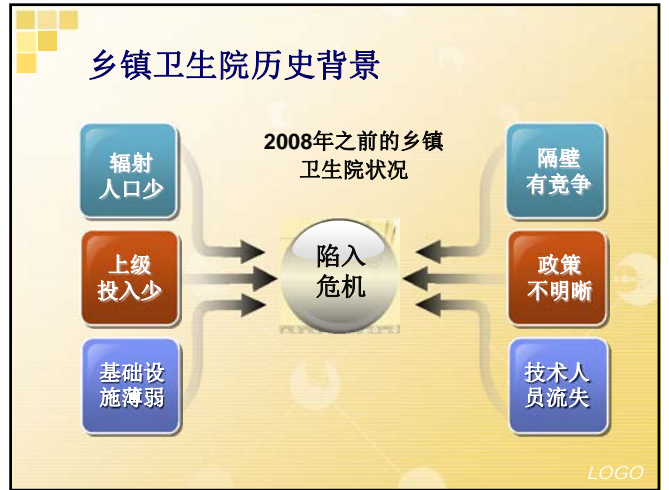 乡镇卫生院历史背景
2008年之前的乡镇
卫生院状况
辐射
人口少
上级
投入少
基础设
施薄弱
陷入
危机
隔壁
有竞争
政策
不明晰
技术人
员流失
LOGO